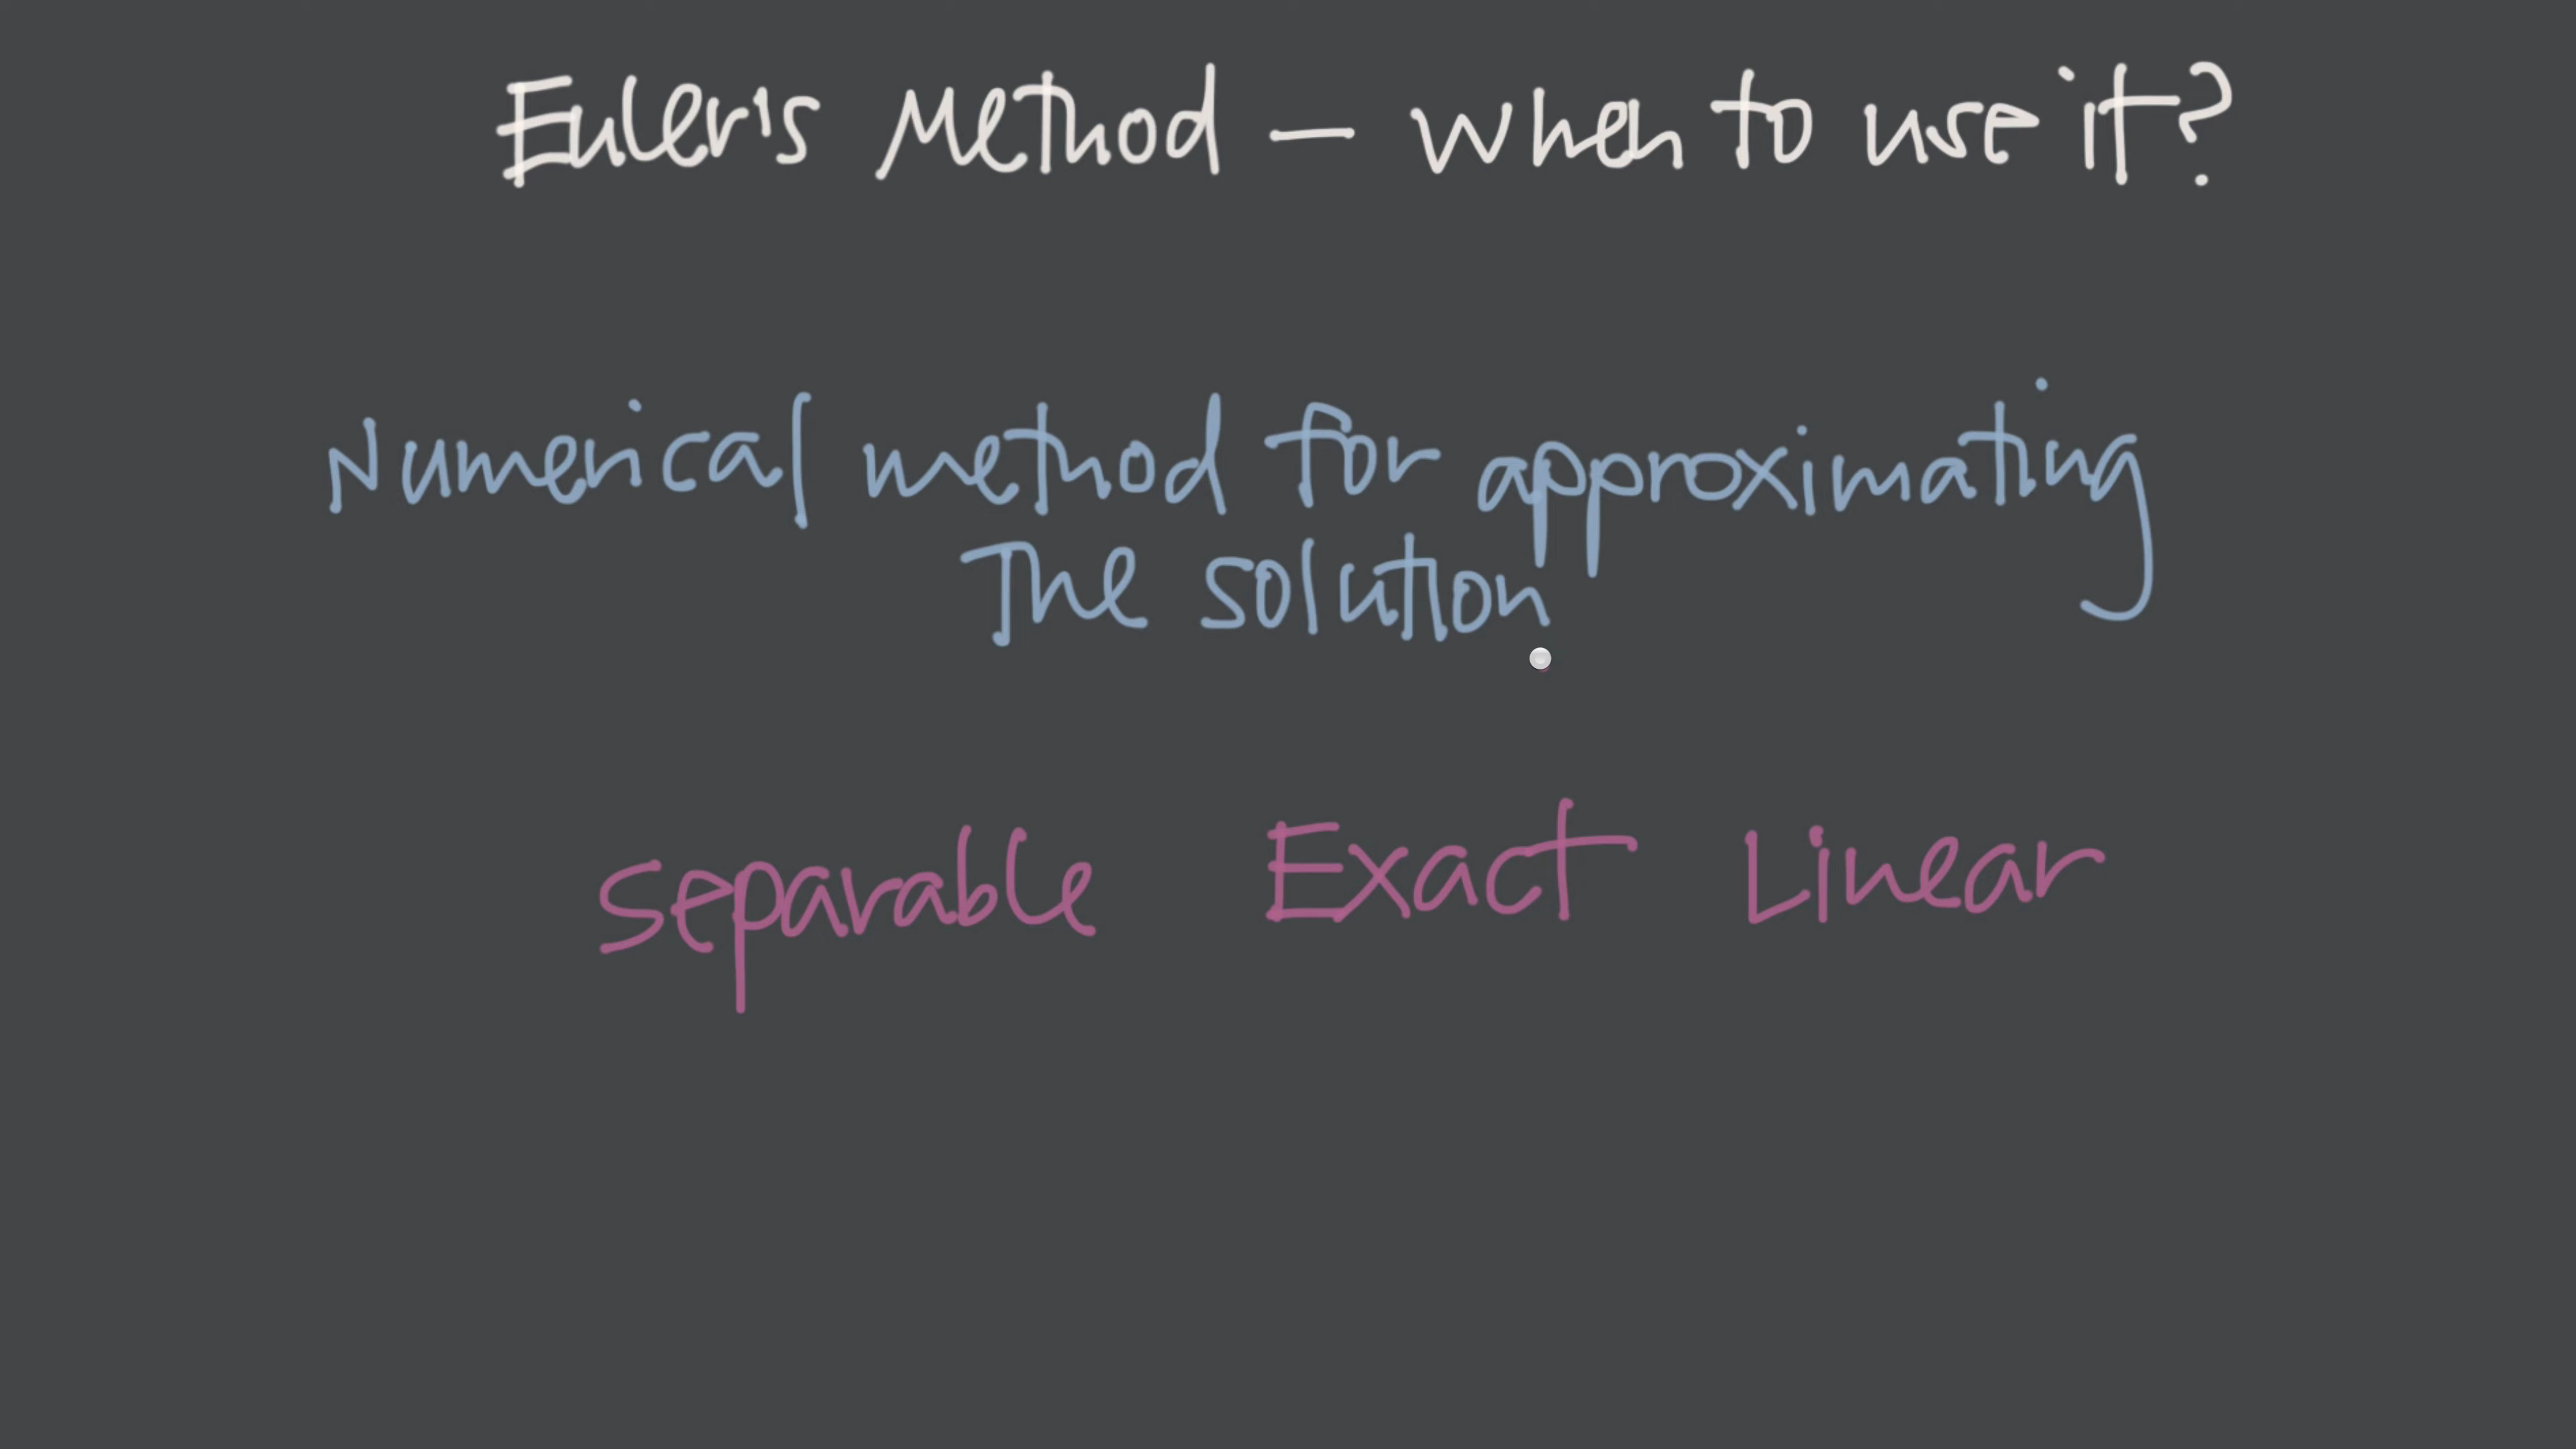 Euler's Method – when to use it?
Numerical method for approximating
The solution
Separable Exact Linear